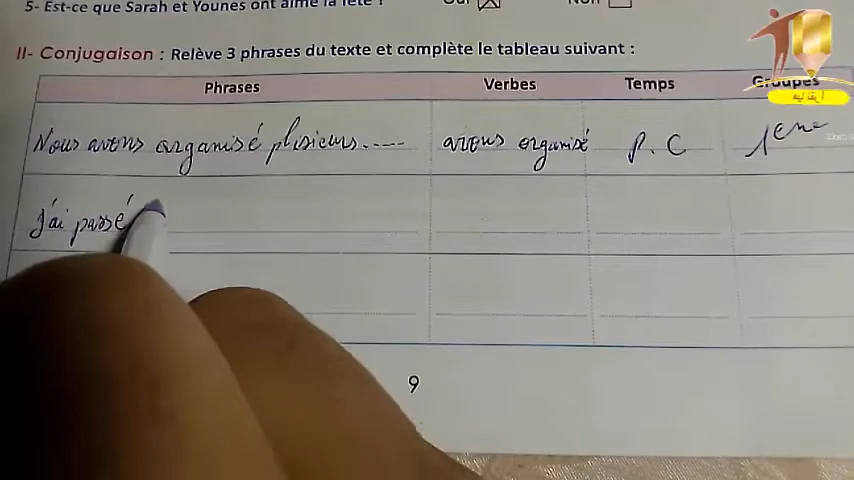 5- Est-ce que Sarah et Younes ont aimé la fête ?
II- Conjugaison : Relève 3 phrases du texte et complète le tableau suivant :
Phrases Verbes Temps Groupes
Nous avons organisé plusieurs..... avons organisé P. C 1er
J'ai passé
9